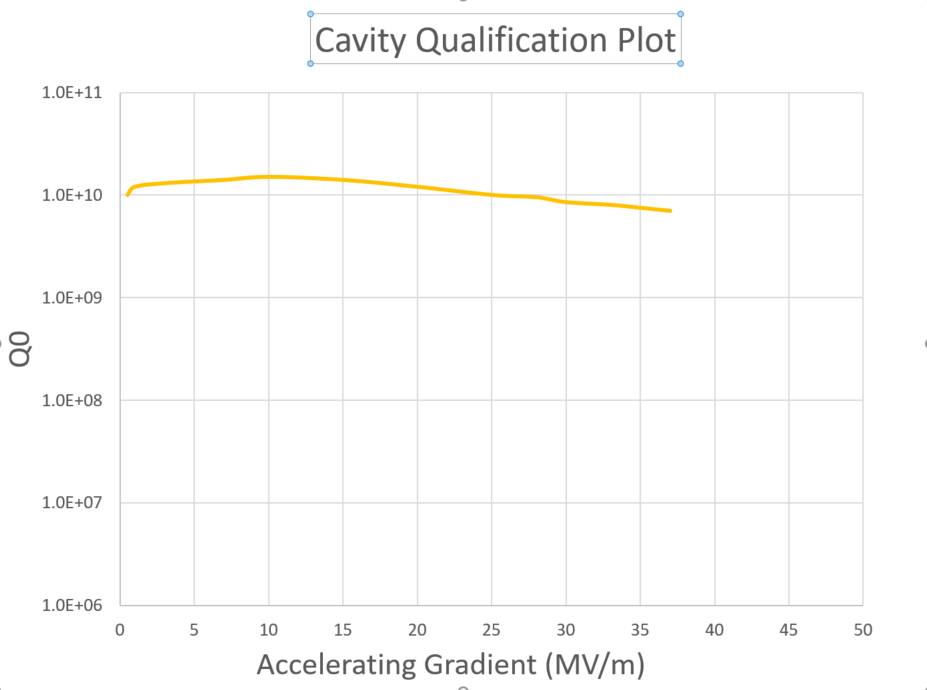 Cavity Qualification Plot
1.0E+11
1.0E+10
1.0E+09
1.0E+08
1.0E+07
1.0E+06
Q0
0 5 10 15 20 25 30 35 40 45 50
Accelerating Gradient (MV/m)